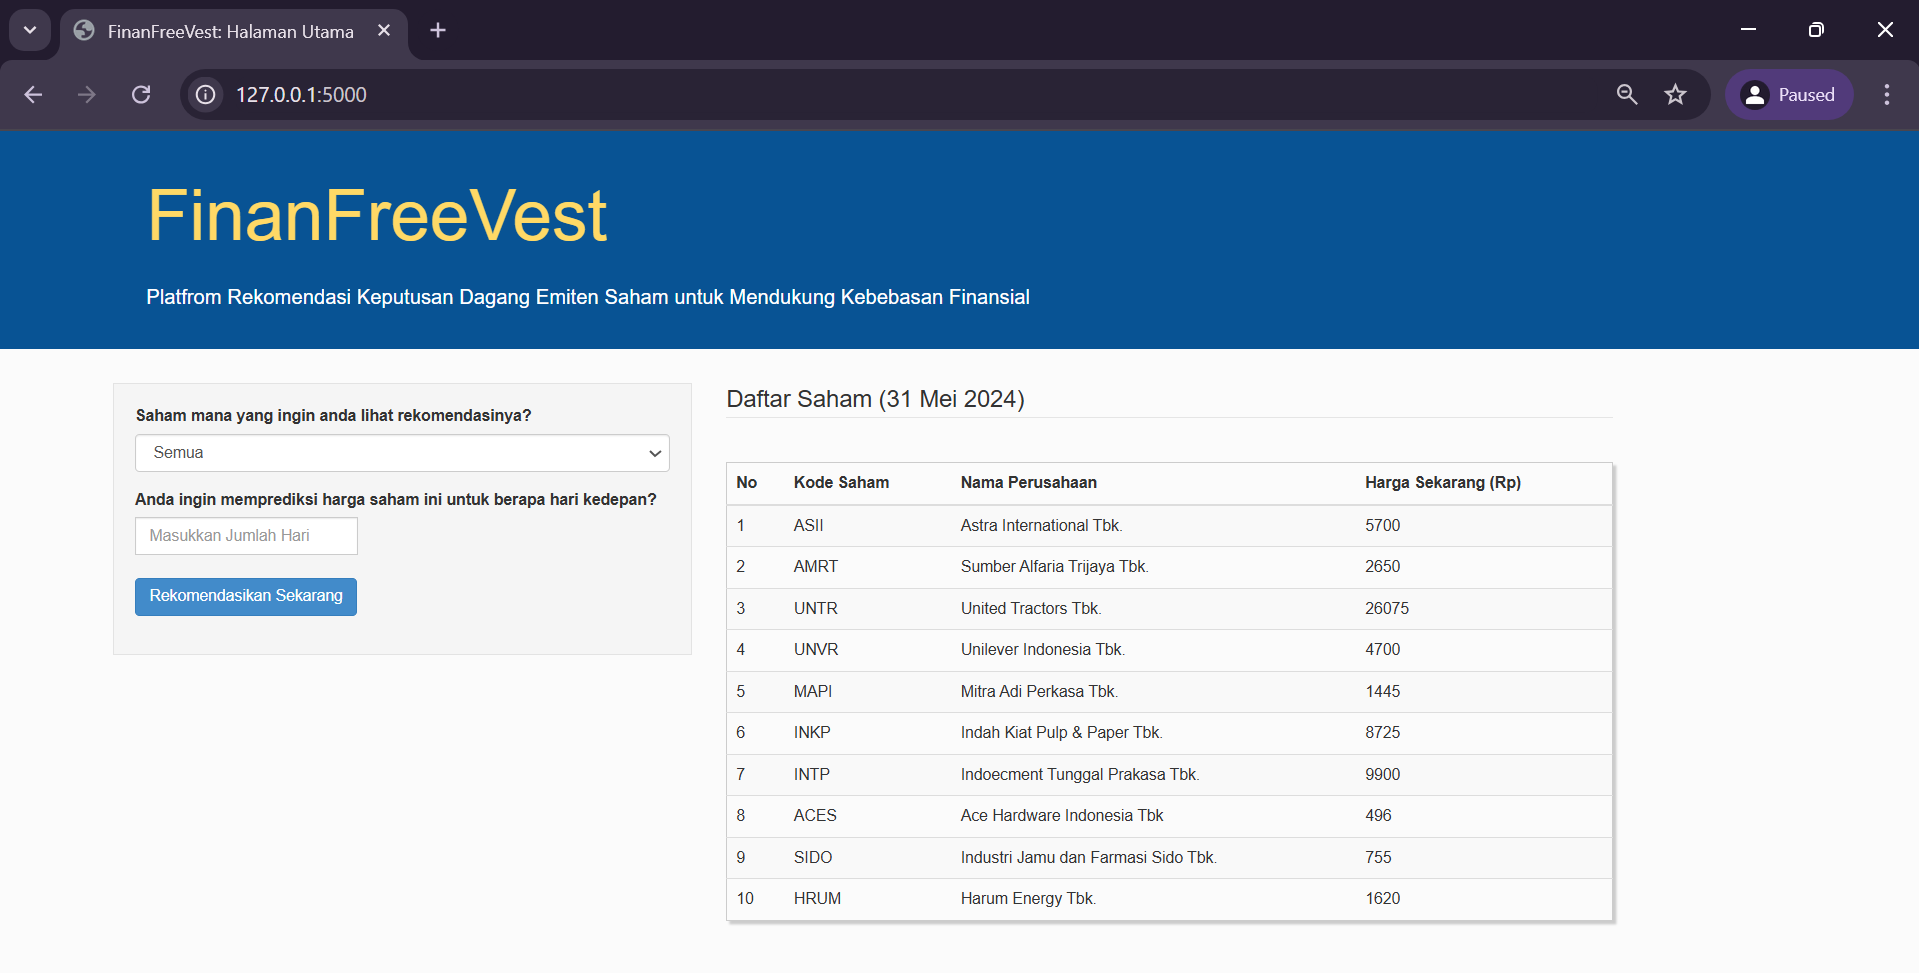 FinanFreeVest: Halaman Utama
127.0.0.1:5000
Paused
FinanFreeVest
Platfrom Rekomendasi Keputusan Dagang Emiten Saham untuk Mendukung Kebebasan Finansial
Saham mana yang ingin anda lihat rekomendasinya?
Semua
Anda ingin memprediksi harga saham ini untuk berapa hari kedepan?
Masukkan Jumlah Hari
Rekomendasikan Sekarang
Daftar Saham (31 Mei 2024)
No Kode Saham Nama Perusahaan Harga Sekarang (Rp)
1 ASII Astra International Tbk. 5700
2 AMRT Sumber Alfaria Trijaya Tbk. 2650
3 UNTR United Tractors Tbk. 26075
4 UNVR Unilever Indonesia Tbk. 4700
5 MAPI Mitra Adi Perkasa Tbk. 1445
6 INKP Indah Kiat Pulp & Paper Tbk. 8725
7 INTP Indoecment Tunggal Prakasa Tbk. 9900
8 ACES Ace Hardware Indonesia Tbk 496
9 SIDO Industri Jamu dan Farmasi Sido Tbk. 755
10 HRUM Harum Energy Tbk. 1620